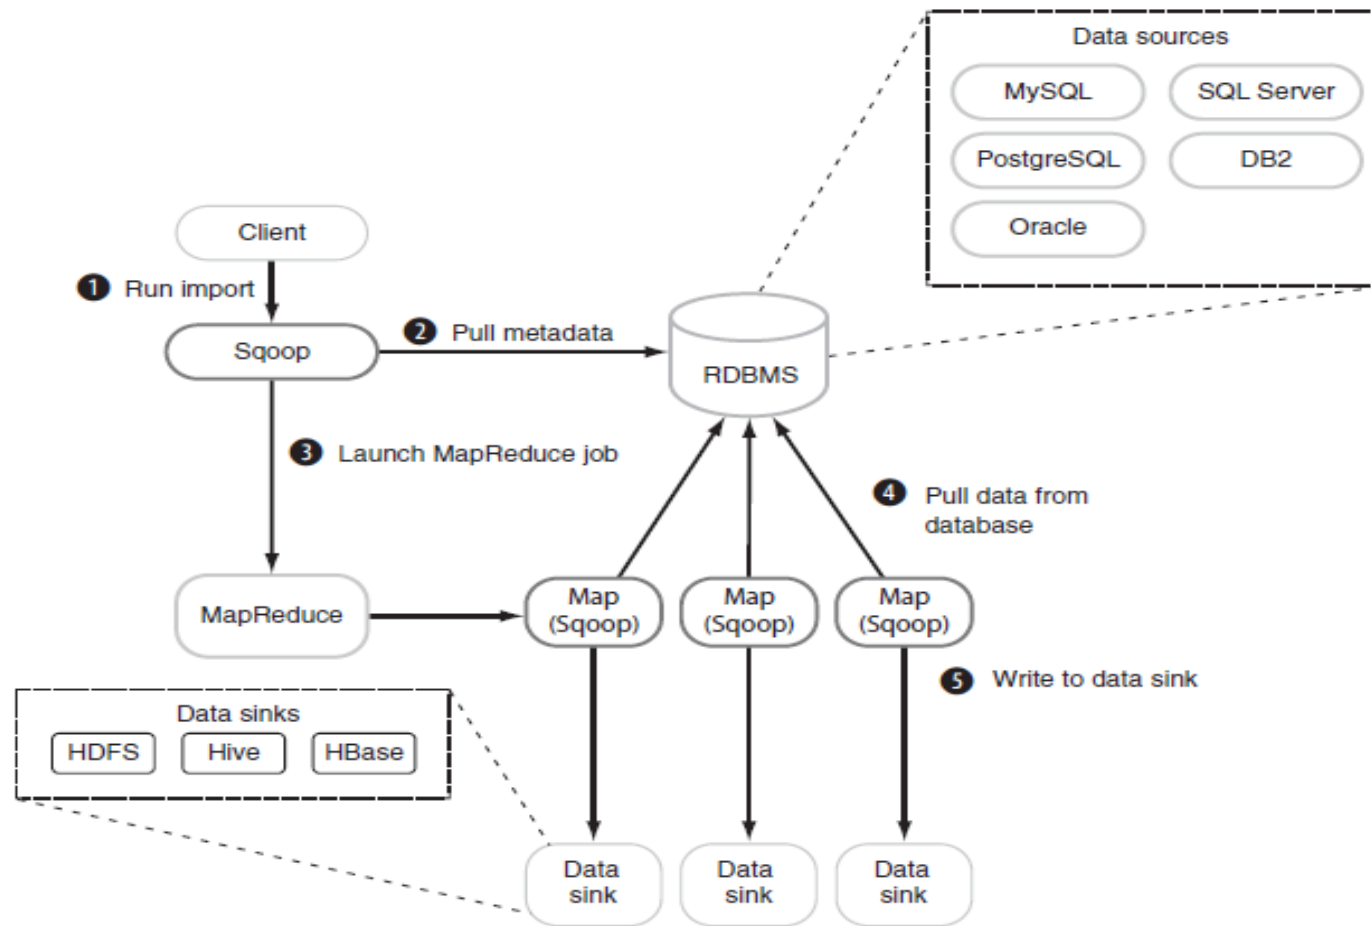 Data sources
MySQL
SQL Server
PostgreSQL
DB2
Oracle
Client
1 Run import
Sqoop
2 Pull metadata
RDBMS
3 Launch MapReduce job
4 Pull data from
database
MapReduce
Map
(Sqoop)
Map
(Sqoop)
Map
(Sqoop)
5 Write to data sink
Data sinks
HDFS
Hive
HBase
Data
sink
Data
sink
Data
sink